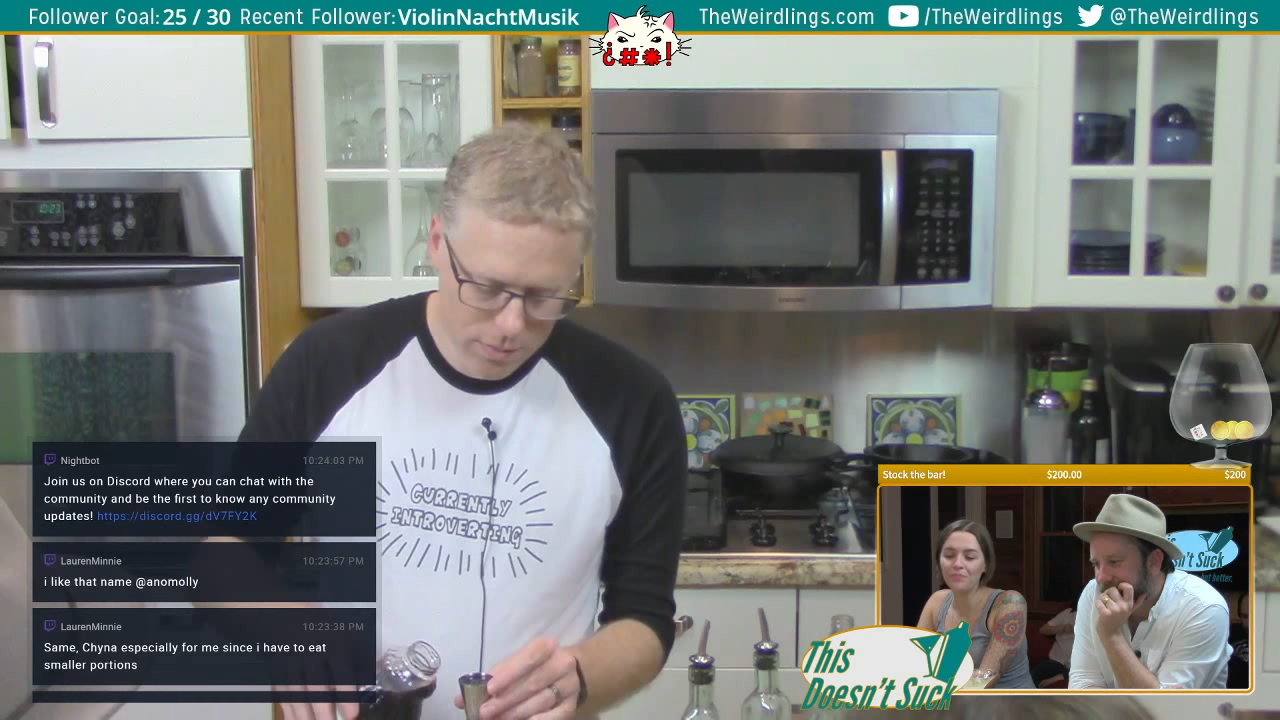 Follower Goal: 25 / 30 Recent Follower: ViolinNachtMusik
TheWeirdlings.com /TheWeirdlings @TheWeirdlings
¿#*!
CURRENTLY
INTROVERTING
Nightbot 10:24:03 PM
Join us on Discord where you can chat with the
community and be the first to know any community
updates! https://discord.gg/dV7FY2K
LaurenMinnie 10:23:57 PM
i like that name @anomolly
LaurenMinnie 10:23:38 PM
Same, Chyna especially for me since i have to eat
smaller portions
Stock the bar! $200.00 $200
n't Suck
but better.
This
Doesn't Suck